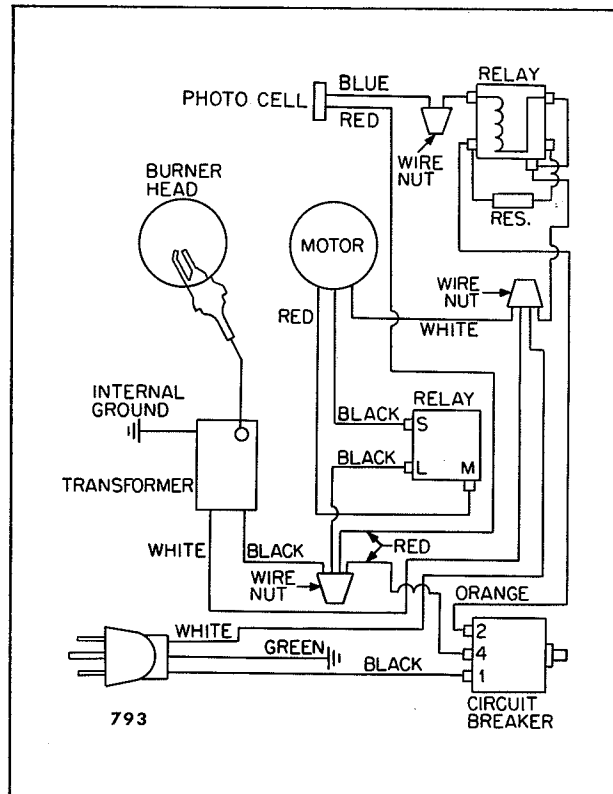 BLUE
RELAY
PHOTO CELL
RED
WIRE
NUT
BURNER
HEAD
RES.
MOTOR
WIRE
NUT
RED
WHITE
INTERNAL
GROUND
RELAY
BLACK
S
BLACK
L M
TRANSFORMER
WHITE
BLACK
RED
WIRE
NUT
ORANGE
WHITE
2
GREEN
4
BLACK
1
793
CIRCUIT
BREAKER